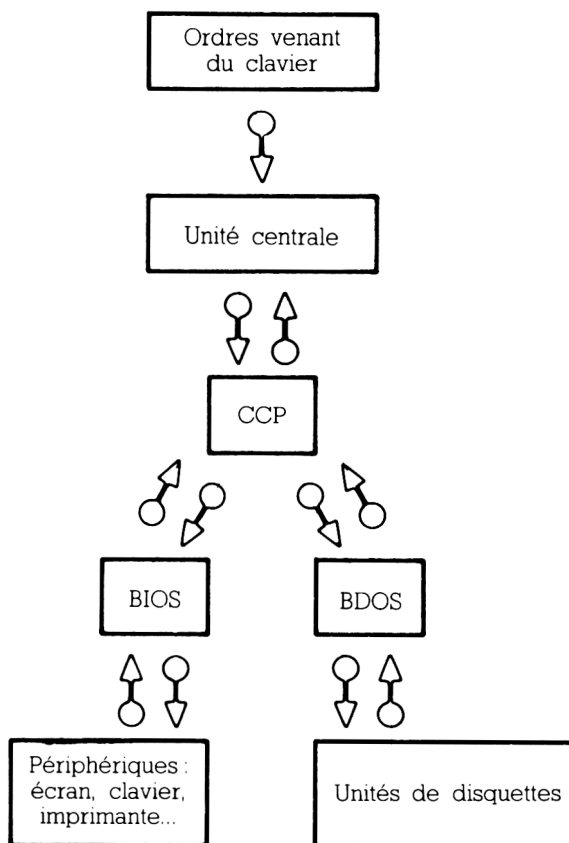 Ordres venant
du clavier
Unité centrale
CCP
BIOS
BDOS
Périphériques :
écran, clavier,
imprimante...
Unités de disquettes